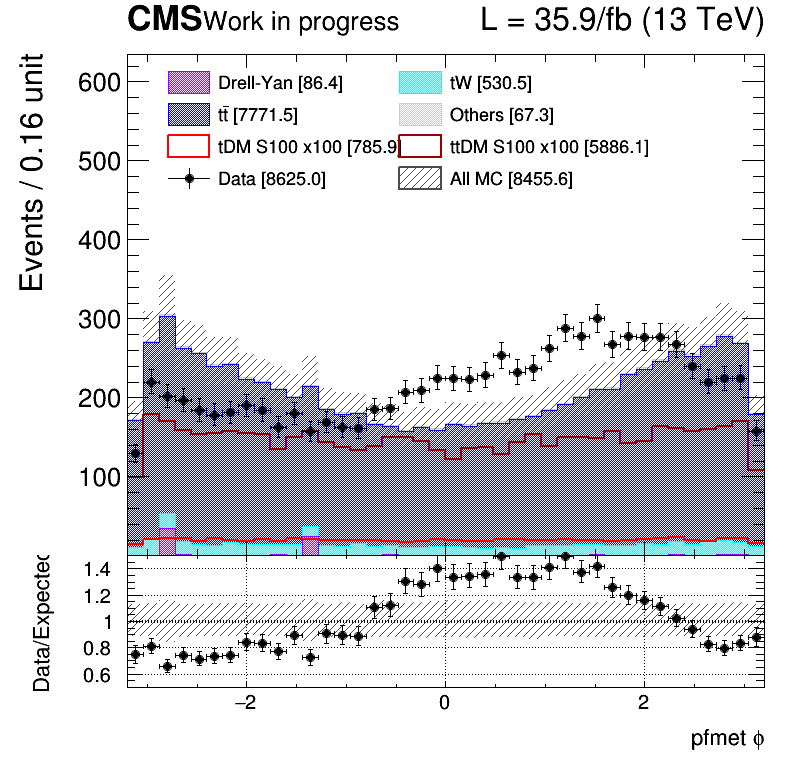 CMS Work in progress L = 35.9/fb (13 TeV)
Events / 0.16 unit
600
500
400
300
200
100
Drell-Yan [86.4] tW [530.5]
tt̄ [7771.5] Others [67.3]
tDM S100 x100 [785.9] ttDM S100 x100 [5886.1]
Data [8625.0] All MC [8455.6]
Data/Expected
1.4
1.2
1
0.8
0.6
−2 0 2
pfmet ϕ